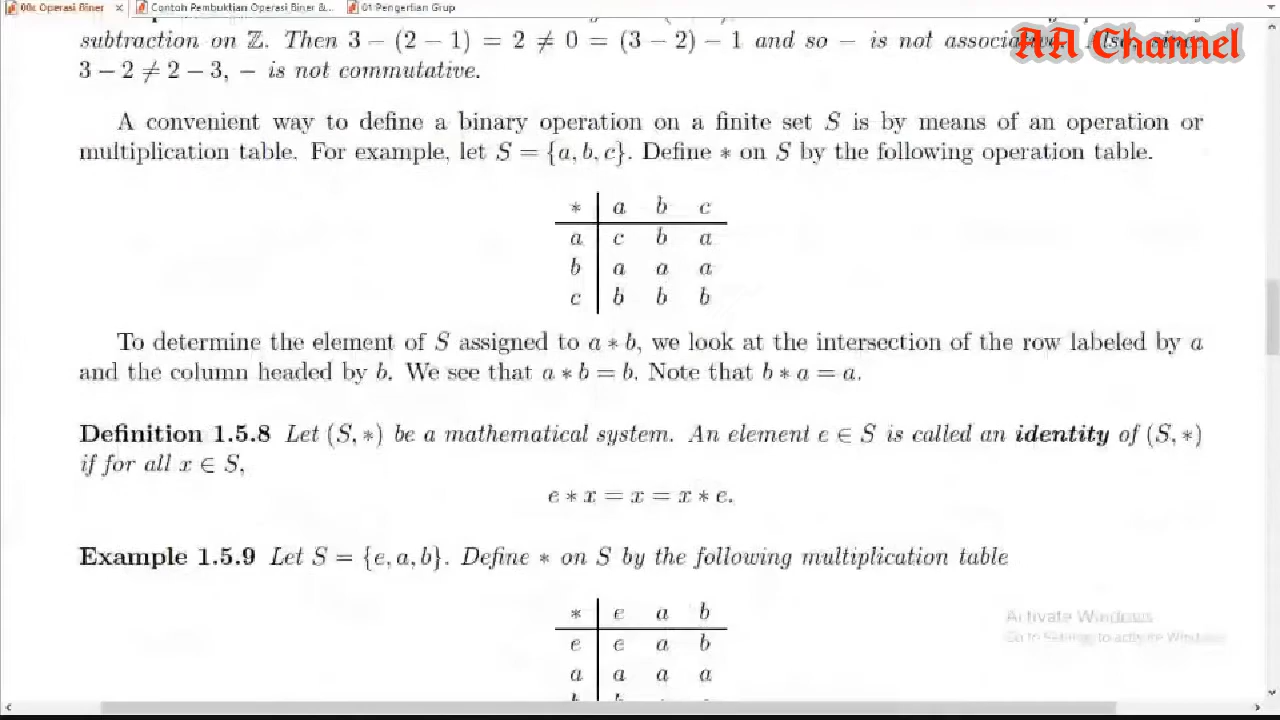 00c Operasi Biner × Contoh Pembuktian Operasi Biner &... 01 Pengertian Grup
AA Channel
subtraction on ℤ. Then 3 − (2 − 1) = 2 ≠ 0 = (3 − 2) − 1 and so − is not associative.
3 − 2 ≠ 2 − 3, − is not commutative.
A convenient way to define a binary operation on a finite set S is by means of an operation or
multiplication table. For example, let S = {a, b, c}. Define ∗ on S by the following operation table.
∗ a b c
a c b a
b a a a
c b b b
To determine the element of S assigned to a ∗ b, we look at the intersection of the row labeled by a
and the column headed by b. We see that a ∗ b = b. Note that b ∗ a = a.
Definition 1.5.8 Let (S, ∗) be a mathematical system. An element e ∈ S is called an identity of (S, ∗)
if for all x ∈ S,
e ∗ x = x = x ∗ e.
Example 1.5.9 Let S = {e, a, b}. Define ∗ on S by the following multiplication table
∗ e a b
e e a b
a a a a
Activate Windows
Go to Settings to activate Windows